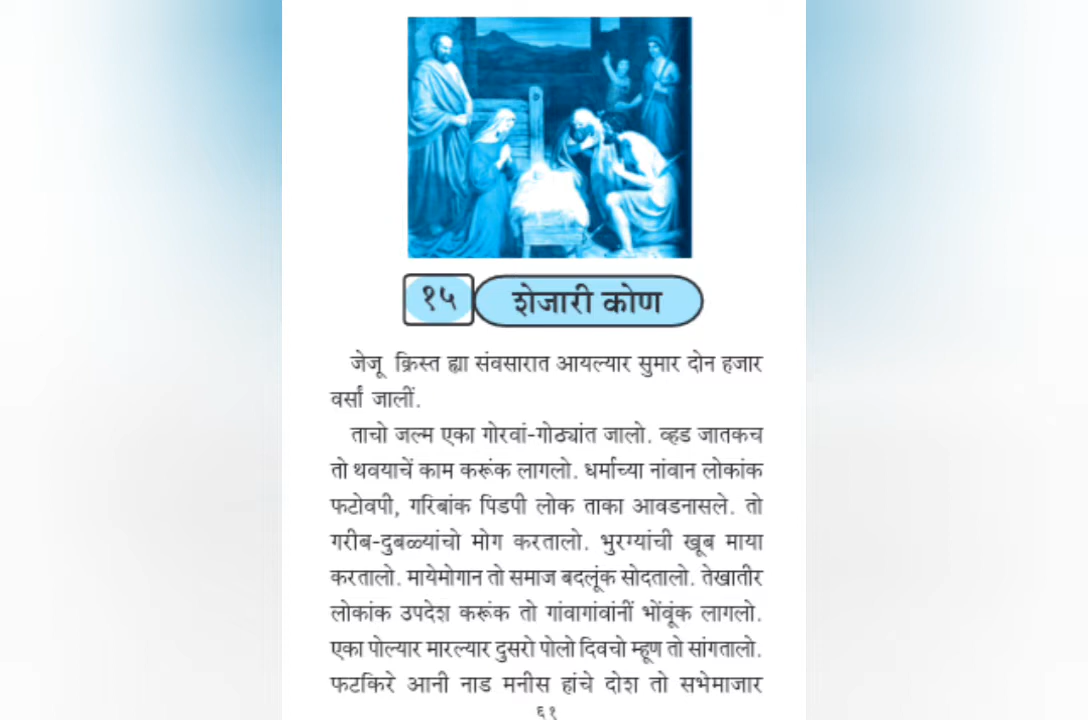 १५ शेजारी कोण
जेजू क्रिस्त ह्या संवसारात आयल्यार सुमार दोन हजार
वर्सां जालीं.
ताचो जल्म एका गोरवां-गोठ्यांत जालो. व्हड जातकच
तो थवयाचें काम करूंक लागलो. धर्माच्या नांवान लोकांक
फटोवपी, गरिबांक पिडपी लोक ताका आवडनासले. तो
गरीब-दुबळ्यांचो मोग करतालो. भुरग्यांची खूब माया
करतालो. मायेमोगान तो समाज बदलूंक सोदतालो. तेखातीर
लोकांक उपदेश करूंक तो गांवागांवांनीं भोंवूंक लागलो.
एका पोल्यार मारल्यार दुसरो पोलो दिवचो म्हूण तो सांगतालो.
फटकिरे आनी नाड मनीस हांचे दोश तो सभेमाजार
६१